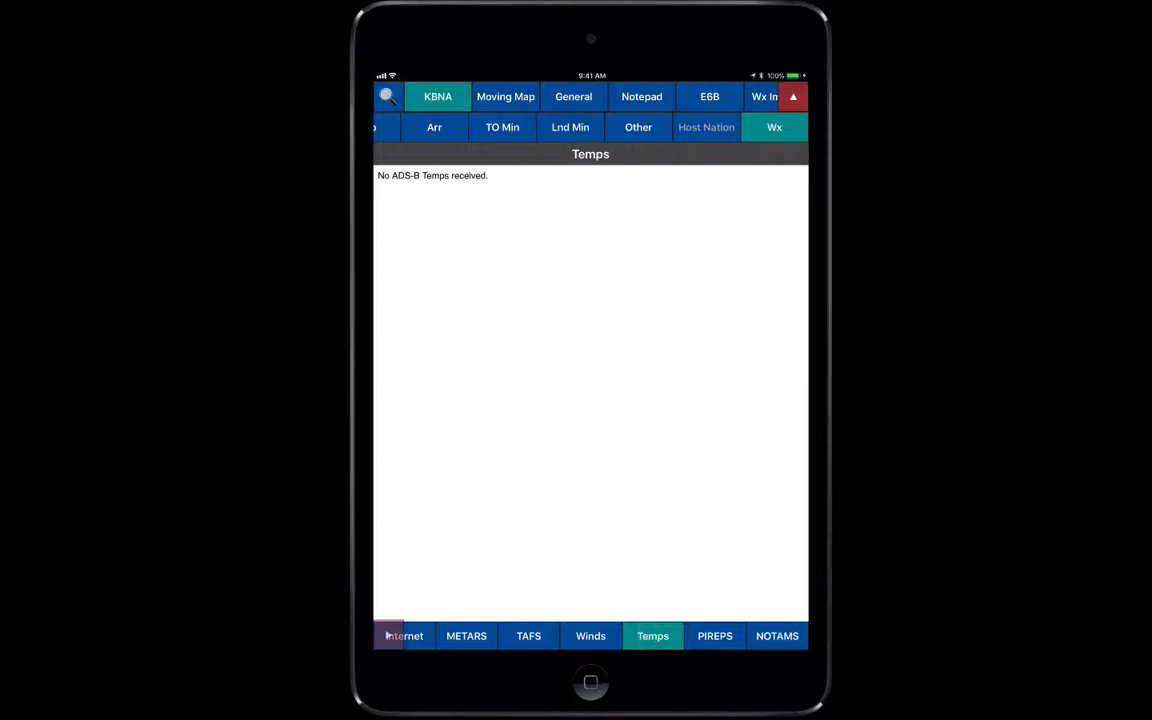 9:41 AM 100%
KBNA Moving Map General Notepad E6B Wx Im
Arr TO Min Lnd Min Other Host Nation Wx
Temps
No ADS-B Temps received.
Internet METARS TAFS Winds Temps PIREPS NOTAMS